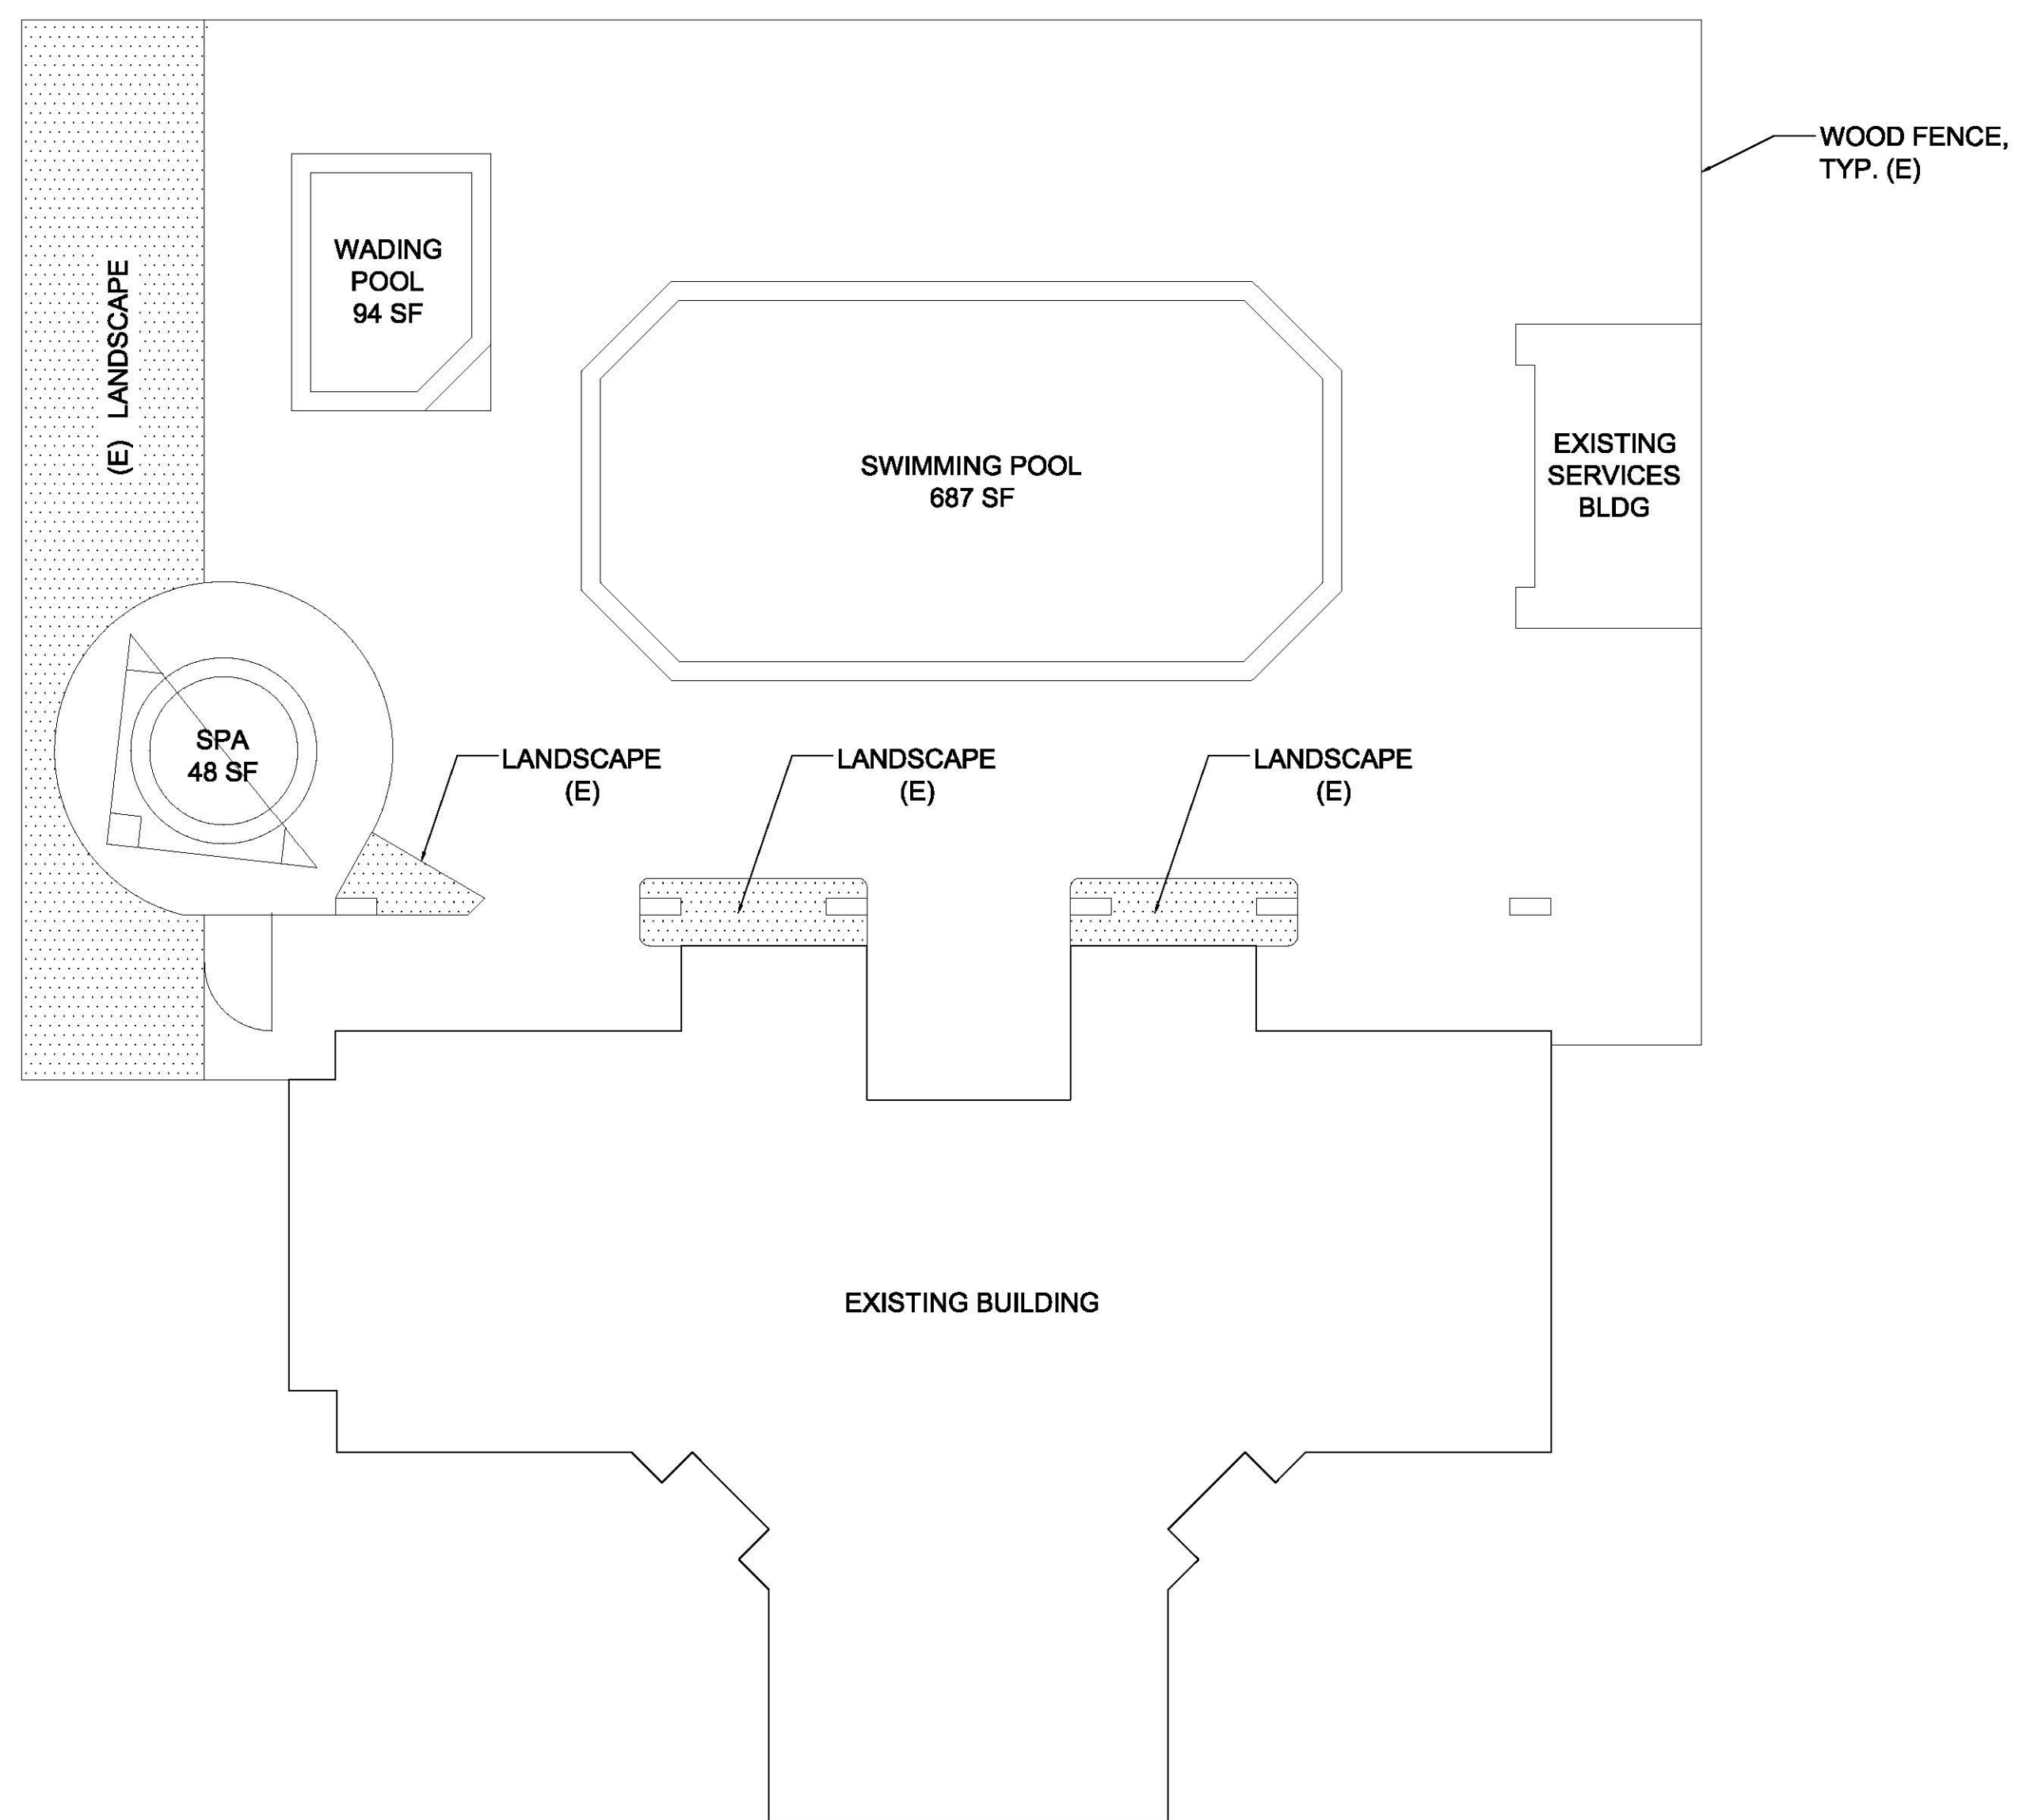 WOOD FENCE,
TYP. (E)
WADING
POOL
94 SF
(E) LANDSCAPE
SWIMMING POOL
687 SF
EXISTING
SERVICES
BLDG
SPA
48 SF
LANDSCAPE
(E)
LANDSCAPE
(E)
LANDSCAPE
(E)
EXISTING BUILDING